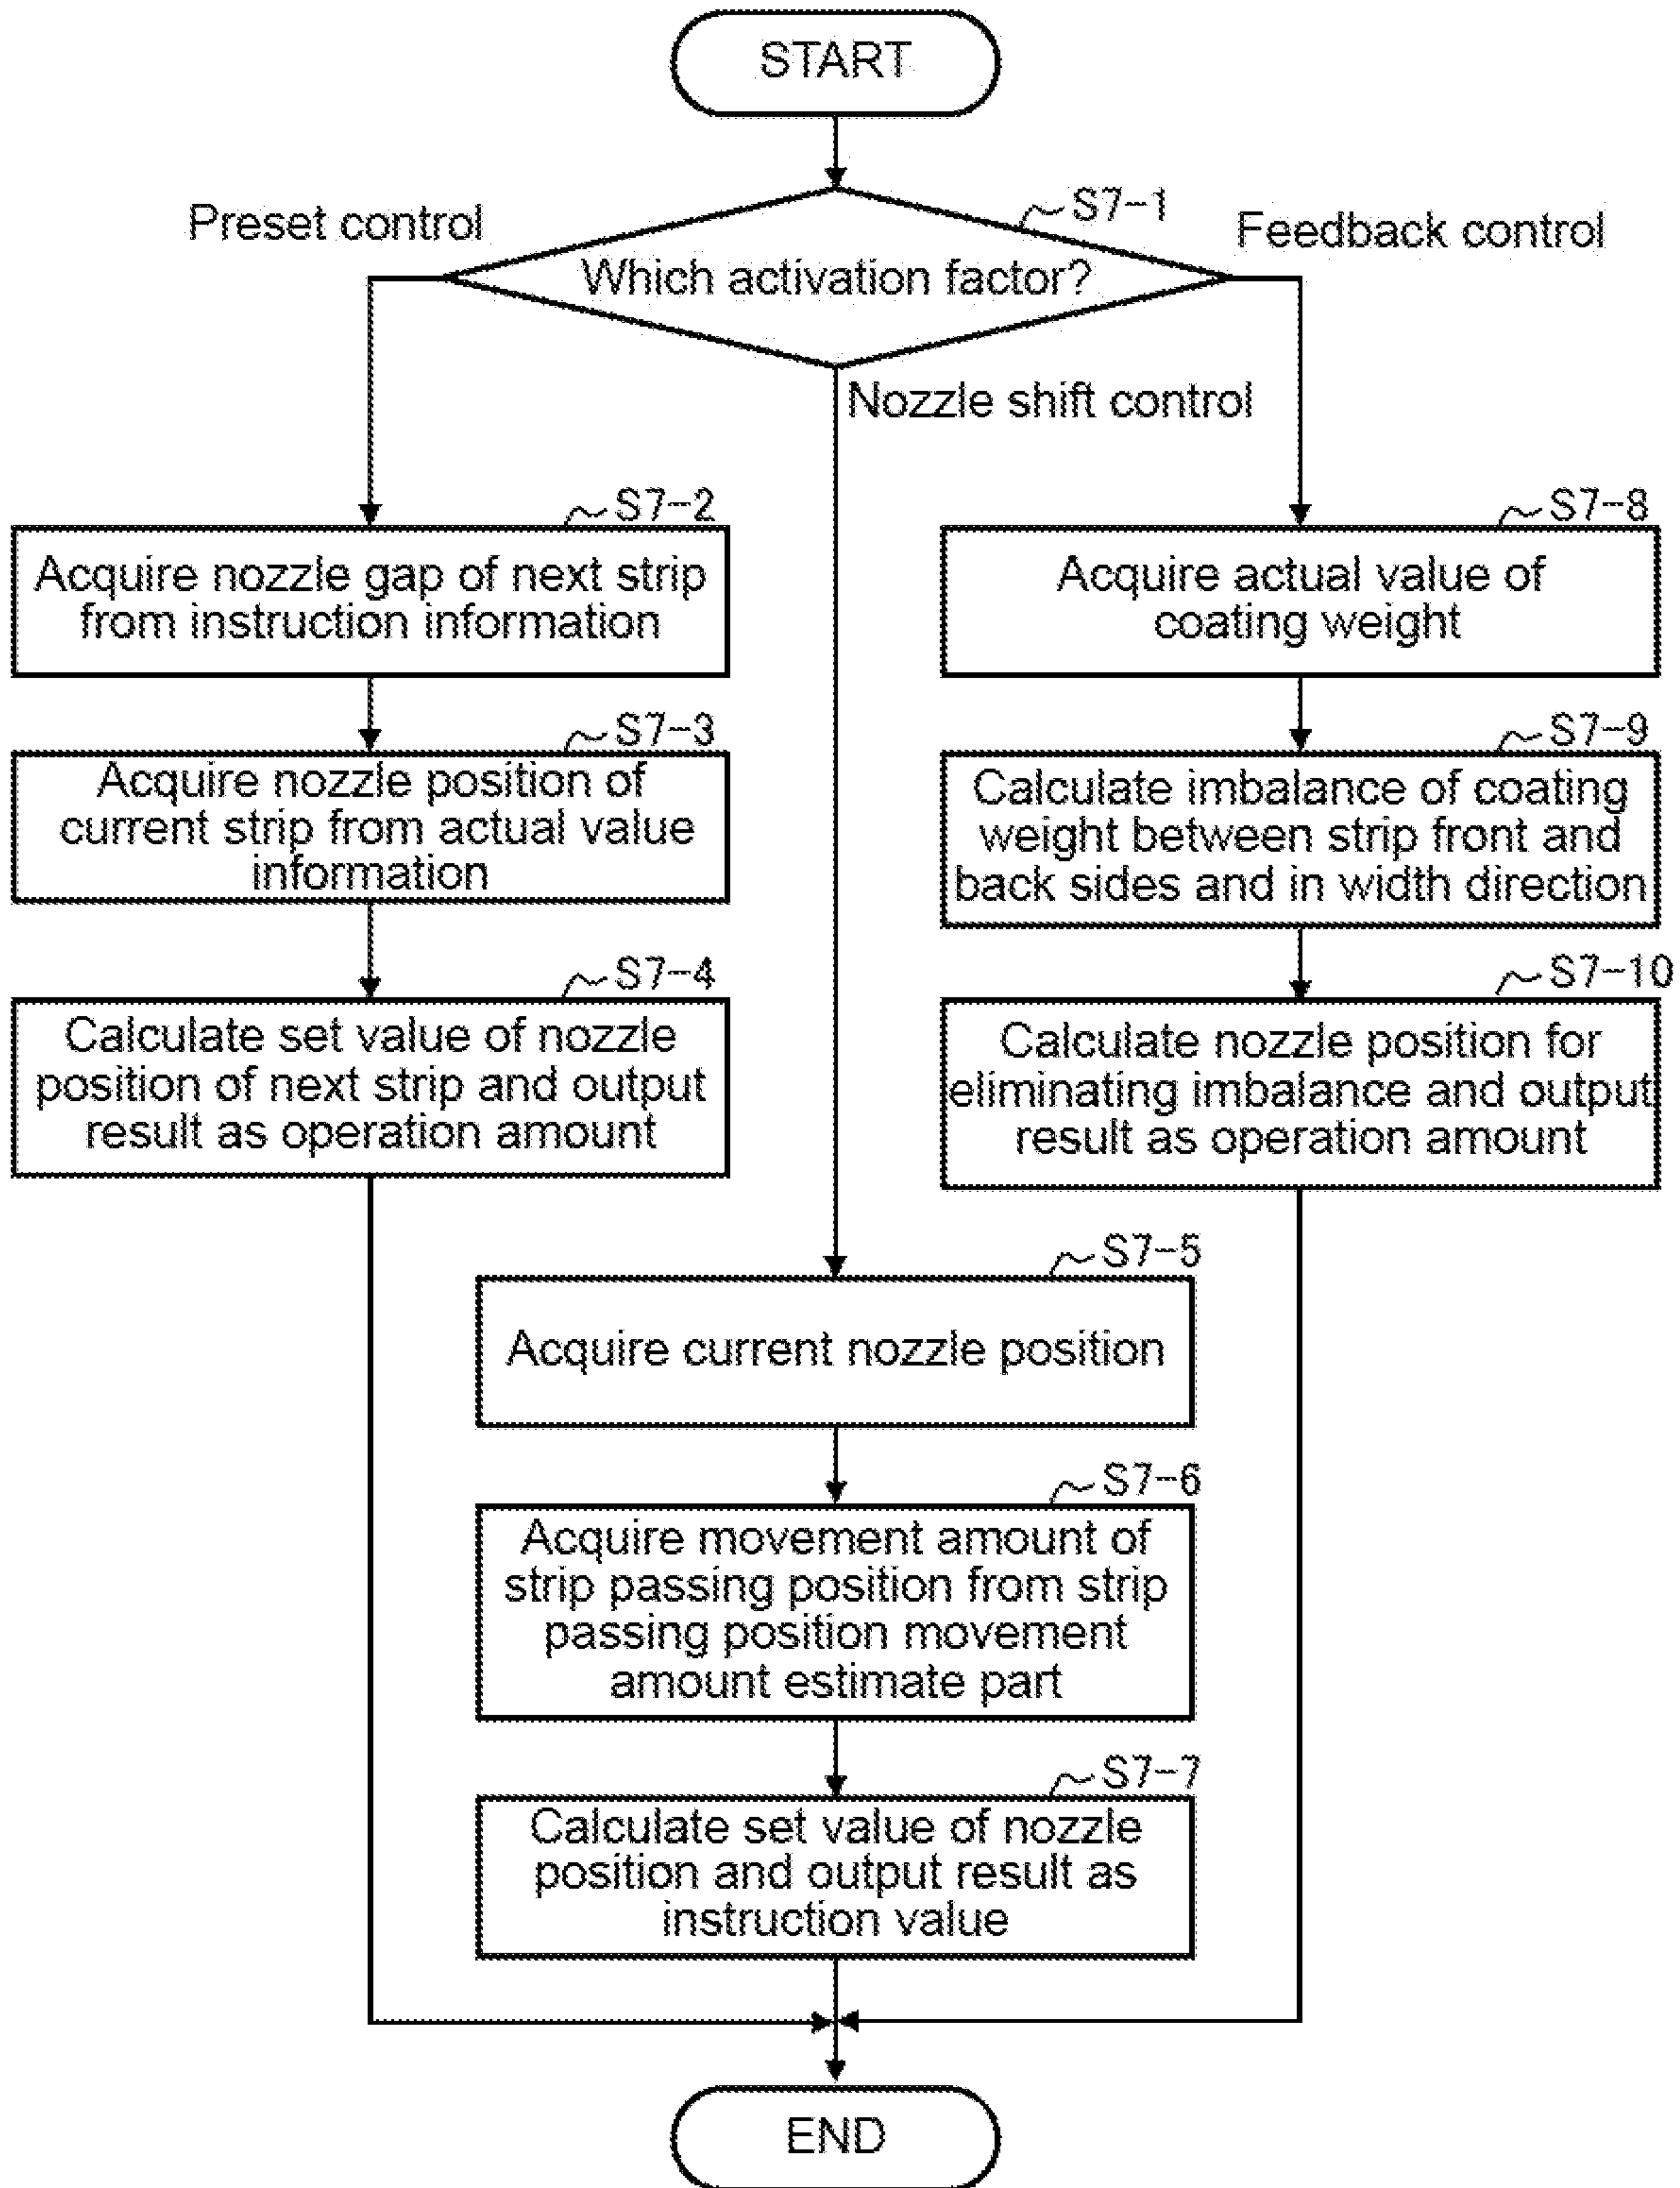 START
S7-1
Preset control
Feedback control
Which activation factor?
Nozzle shift control
S7-2
Acquire nozzle gap of next strip
from instruction information
S7-3
Acquire nozzle position of
current strip from actual value
information
S7-4
Calculate set value of nozzle
position of next strip and output
result as operation amount
S7-8
Acquire actual value of
coating weight
S7-9
Calculate imbalance of coating
weight between strip front and
back sides and in width direction
S7-10
Calculate nozzle position for
eliminating imbalance and output
result as operation amount
S7-5
Acquire current nozzle position
S7-6
Acquire movement amount of
strip passing position from strip
passing position movement
amount estimate part
S7-7
Calculate set value of nozzle
position and output result as
instruction value
END